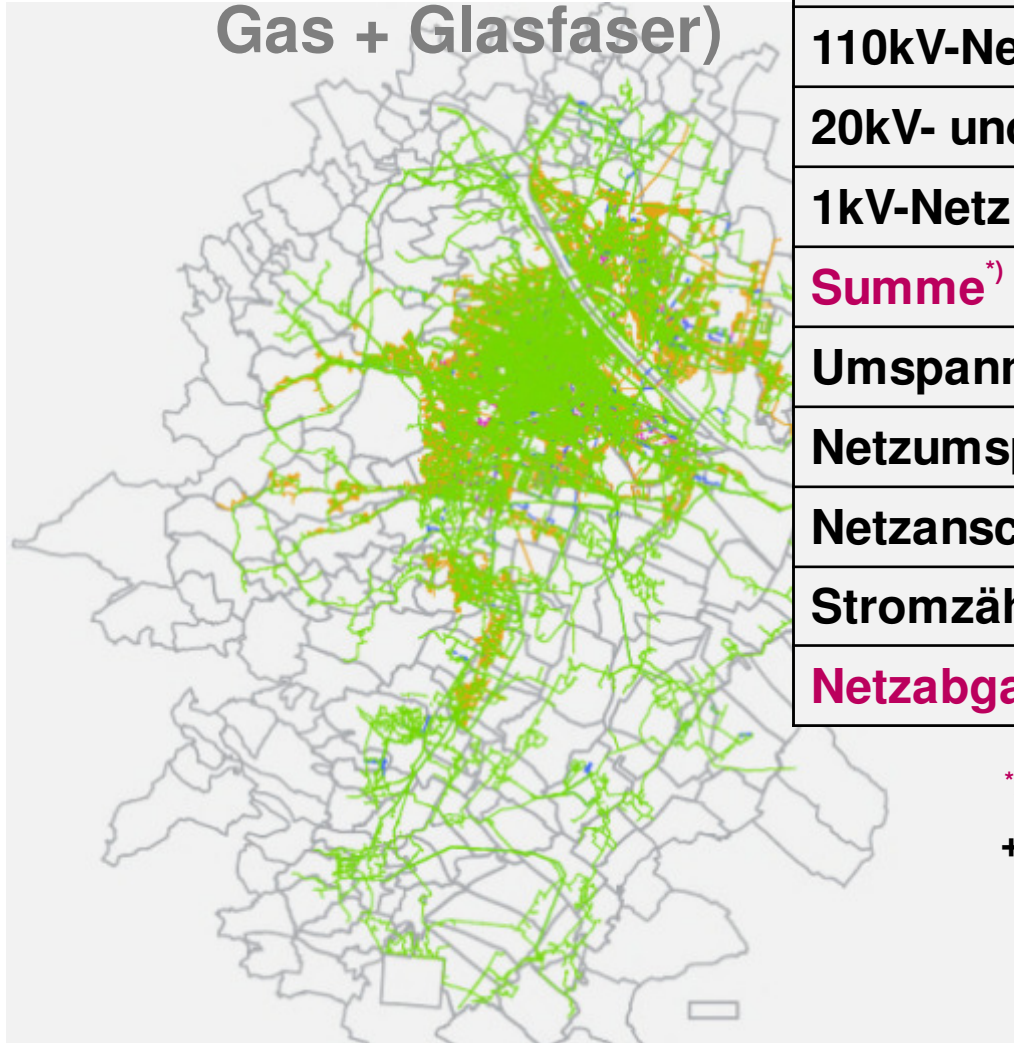 Gas + Glasfaser)
110kV-Ne
20kV- un
1kV-Netz
Summe*)
Umspann
Netzumsp
Netzansc
Stromzäh
Netzabga
*
+